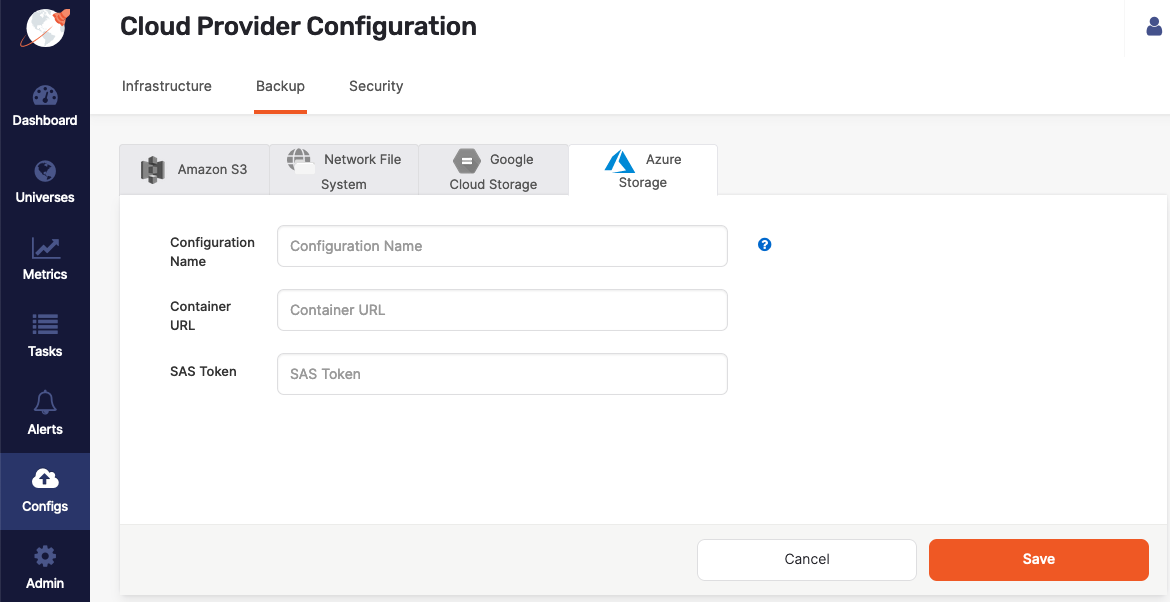 Cloud Provider Configuration
Infrastructure Backup Security
Dashboard
Universes
Metrics
Tasks
Alerts
Configs
Admin
Amazon S3
Network File
System
Google
Cloud Storage
Azure
Storage
Configuration
Name
Configuration Name
?
Container
URL
Container URL
SAS Token
SAS Token
Cancel
Save